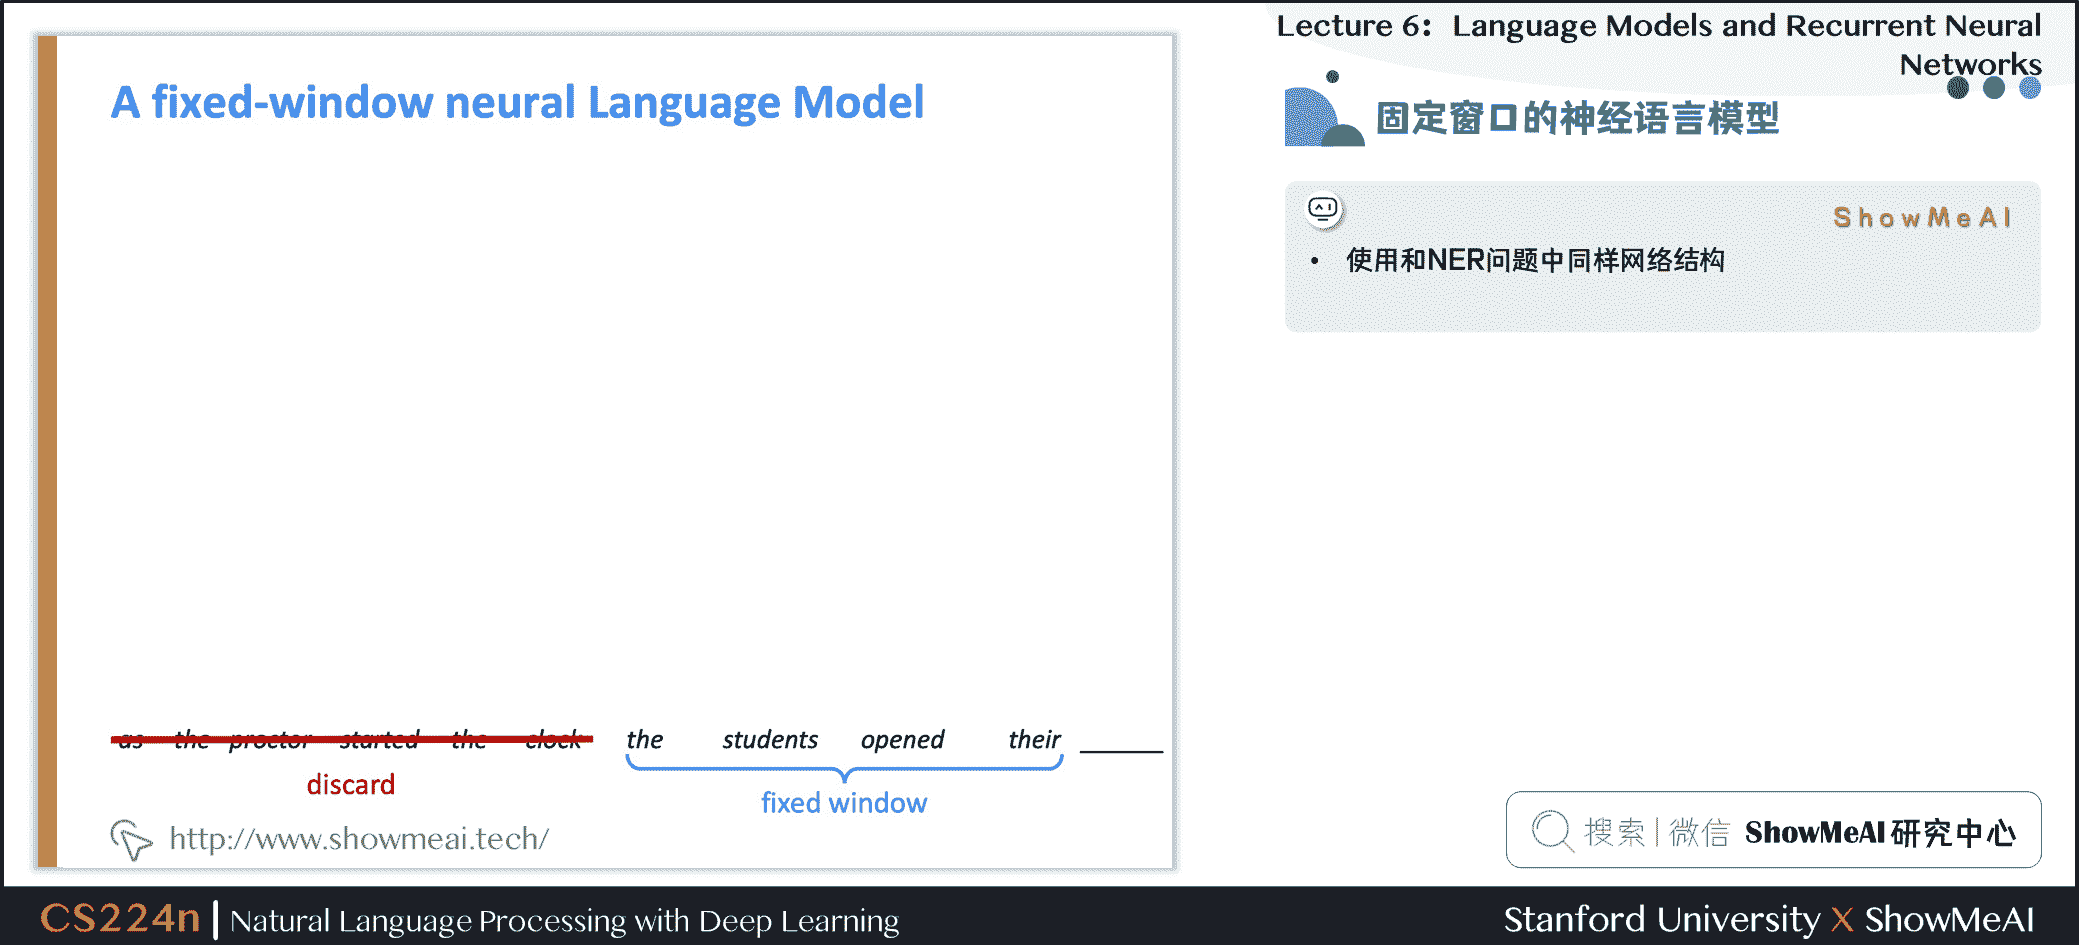 Lecture 6: Language Models and Recurrent Neural
Networks
A fixed-window neural Language Model
固定窗口的神经语言模型
ShowMeAI
• 使用和NER问题中同样网络结构
as the proctor started the clock the students opened their ______
discard
fixed window
http://www.showmeai.tech/
搜索 | 微信 ShowMeAI 研究中心
CS224n | Natural Language Processing with Deep Learning
Stanford University X ShowMeAI